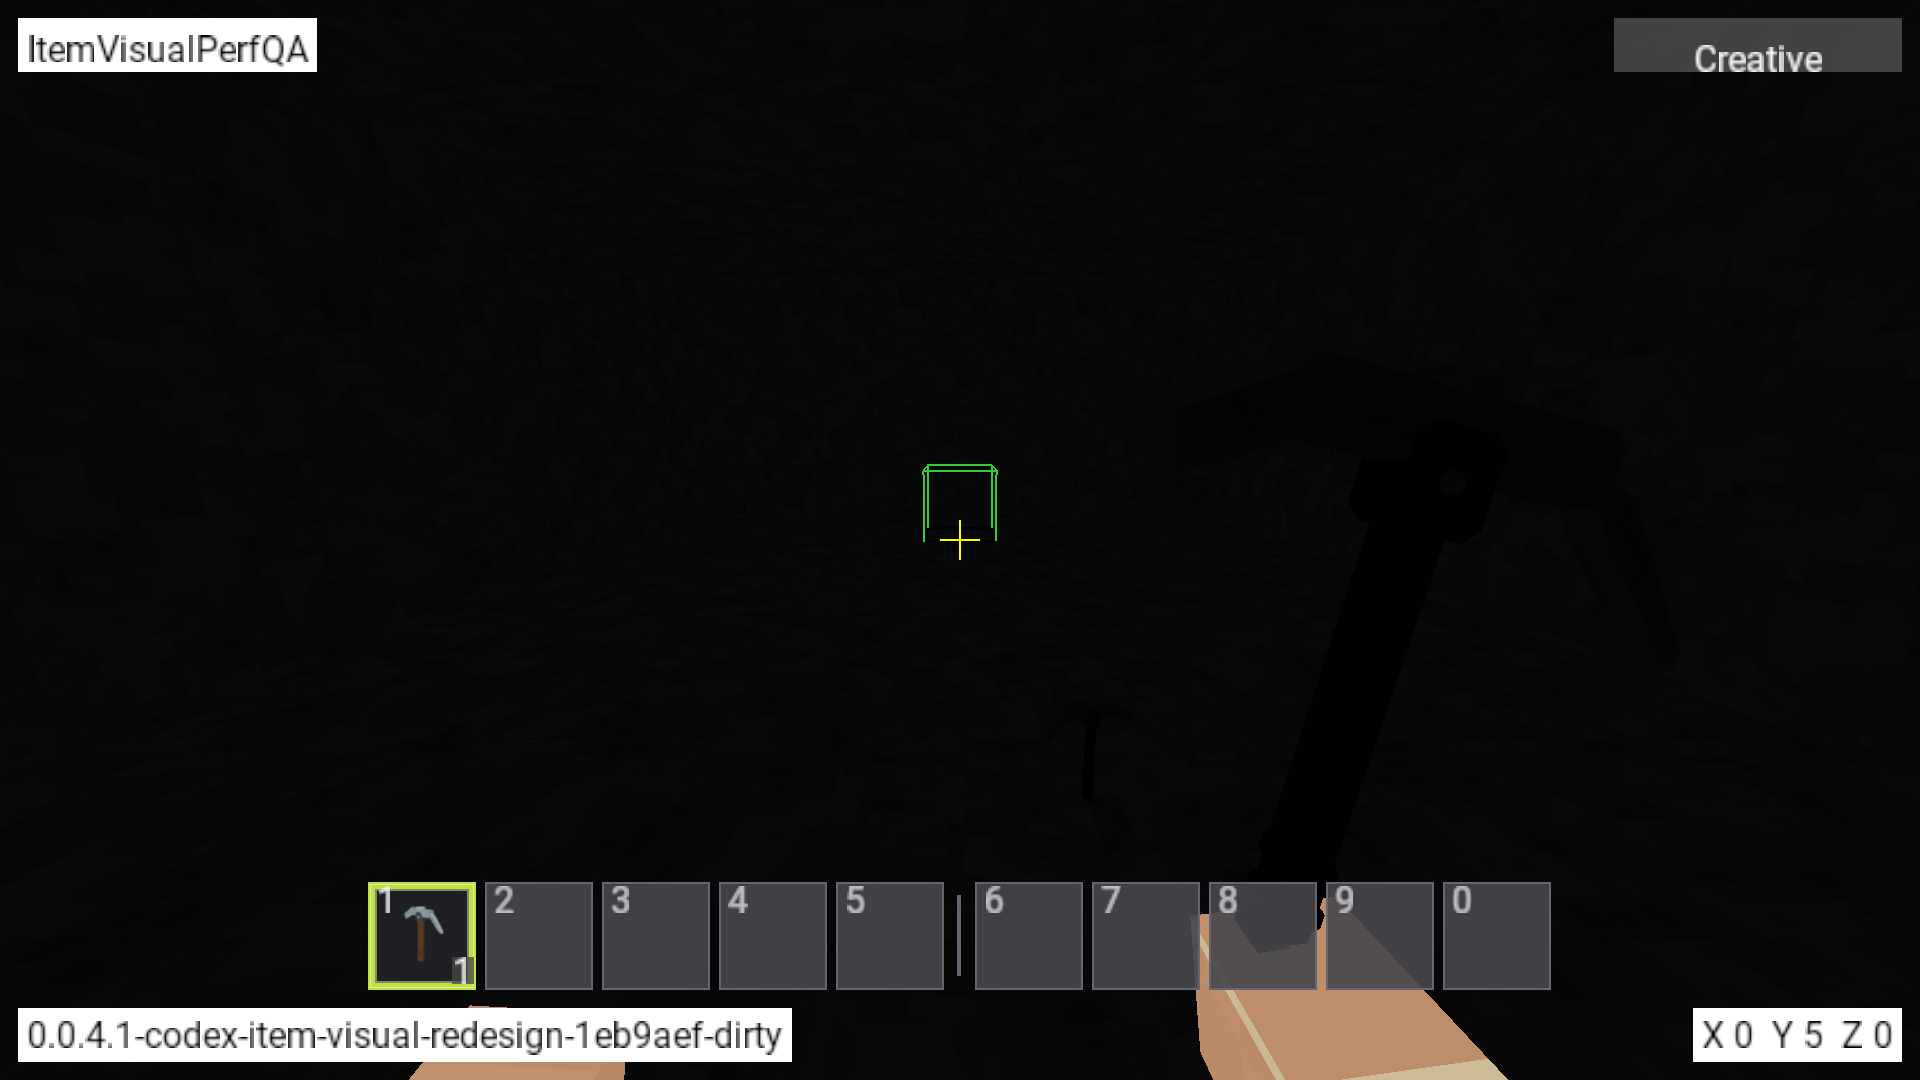 ItemVisualPerfQA
Creative
1 2 3 4 5 6 7 8 9 0
1
0.0.4.1-codex-item-visual-redesign-1eb9aef-dirty
X 0 Y 5 Z 0